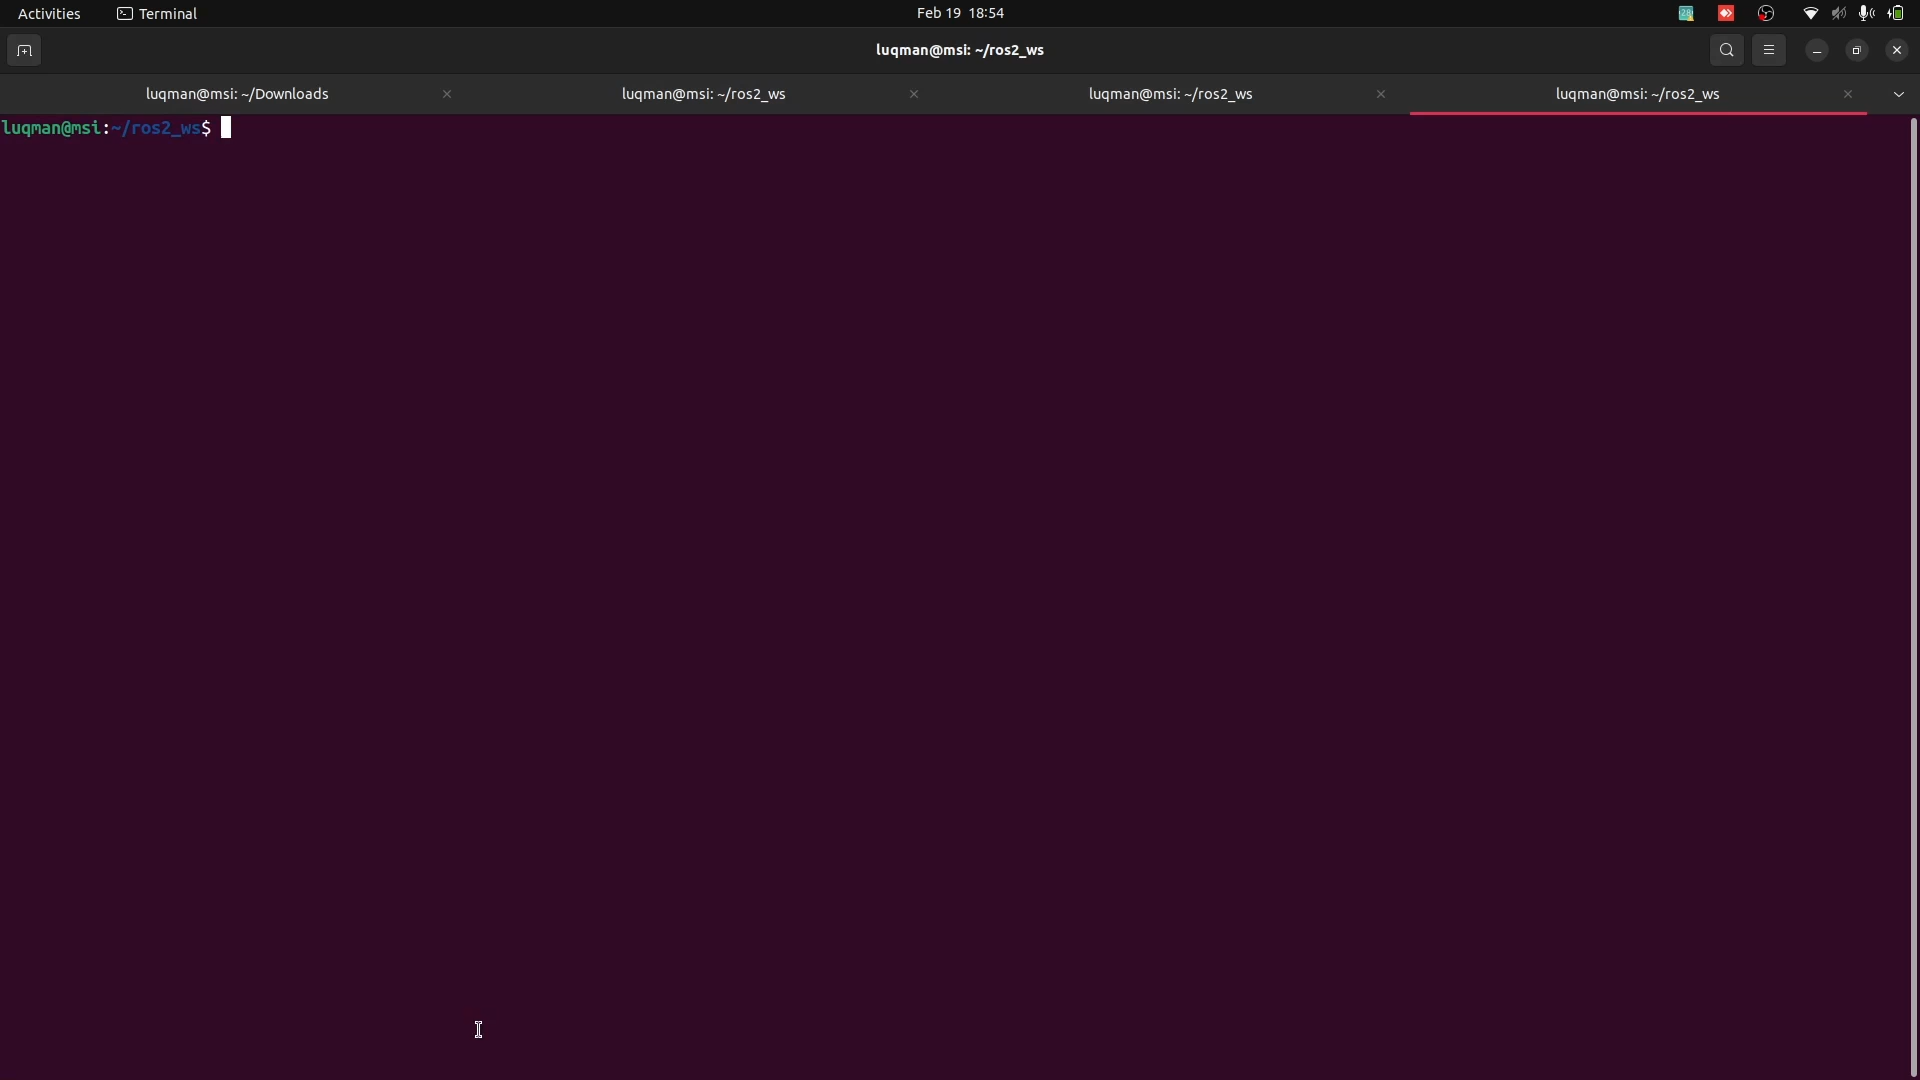 Activities Terminal Feb 19 18:54
luqman@msi: ~/ros2_ws
luqman@msi: ~/Downloads luqman@msi: ~/ros2_ws luqman@msi: ~/ros2_ws luqman@msi: ~/ros2_ws
luqman@msi:~/ros2_ws$